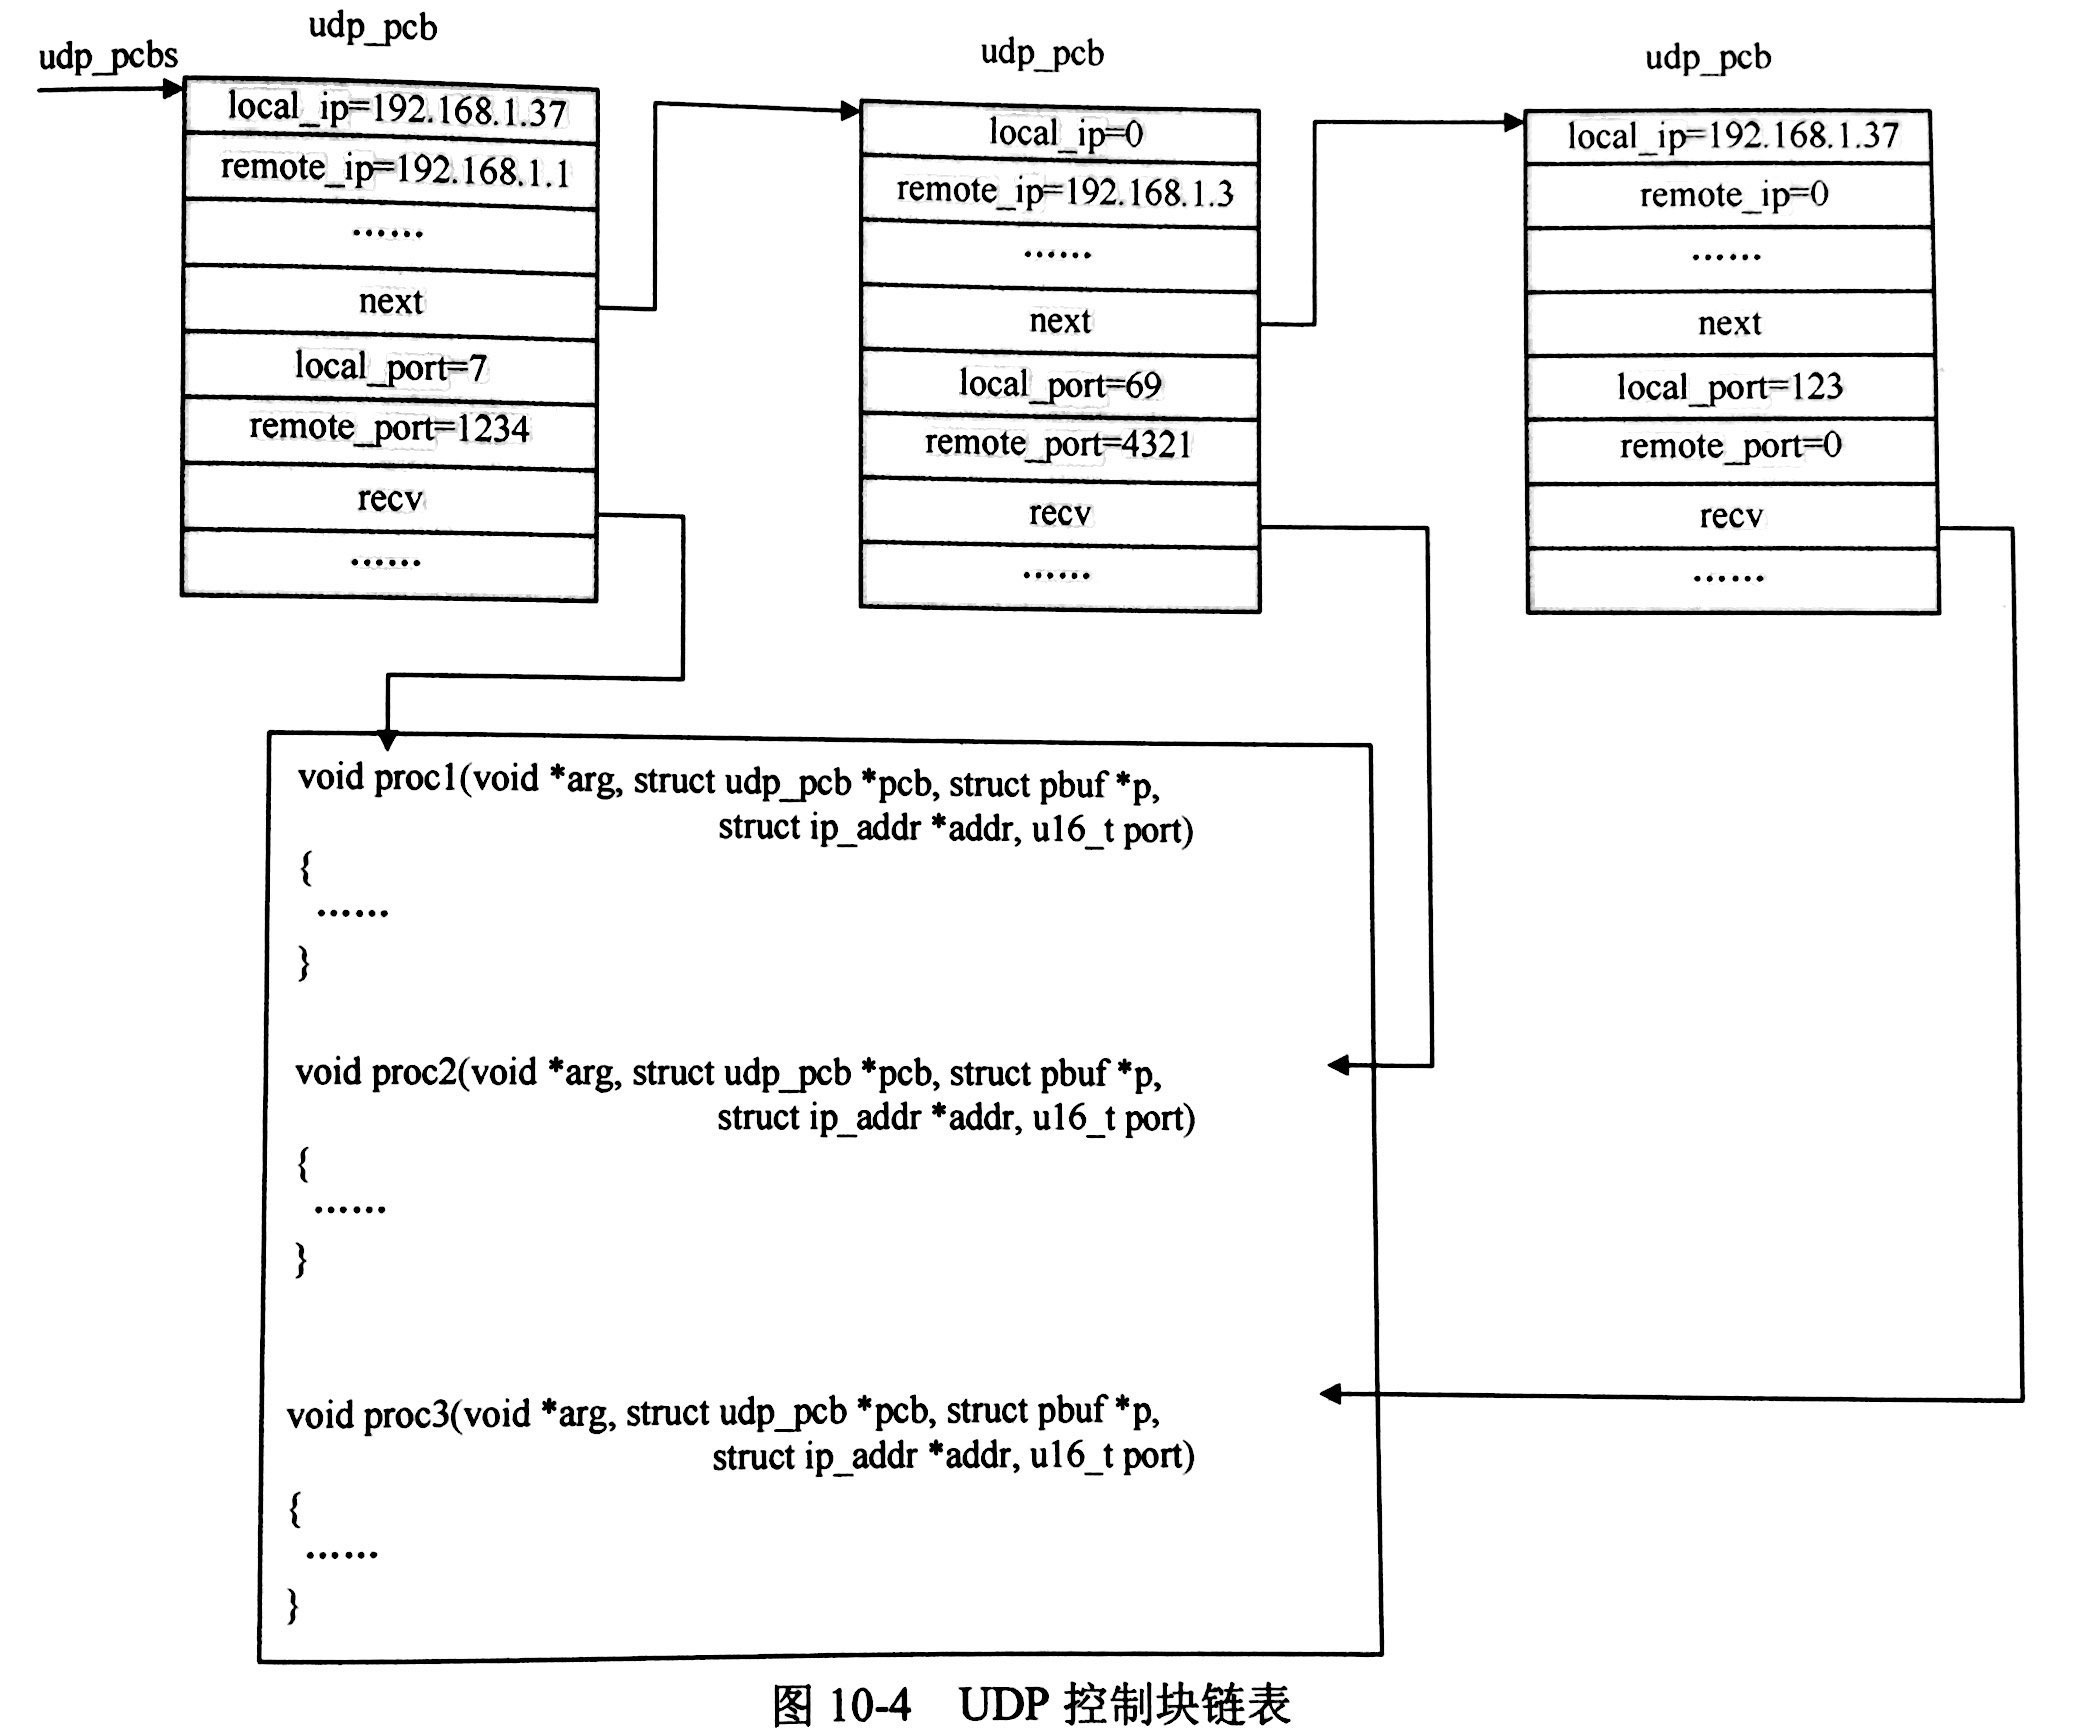 udp_pcbs
udp_pcb
local_ip=192.168.1.37
remote_ip=192.168.1.1
......
next
local_port=7
remote_port=1234
recv
......
udp_pcb
local_ip=0
remote_ip=192.168.1.3
......
next
local_port=69
remote_port=4321
recv
......
udp_pcb
local_ip=192.168.1.37
remote_ip=0
......
next
local_port=123
remote_port=0
recv
......
void proc1(void *arg, struct udp_pcb *pcb, struct pbuf *p,
struct ip_addr *addr, u16_t port)
{
......
}
void proc2(void *arg, struct udp_pcb *pcb, struct pbuf *p,
struct ip_addr *addr, u16_t port)
{
......
}
void proc3(void *arg, struct udp_pcb *pcb, struct pbuf *p,
struct ip_addr *addr, u16_t port)
{
......
}
图 10-4 UDP 控制块链表